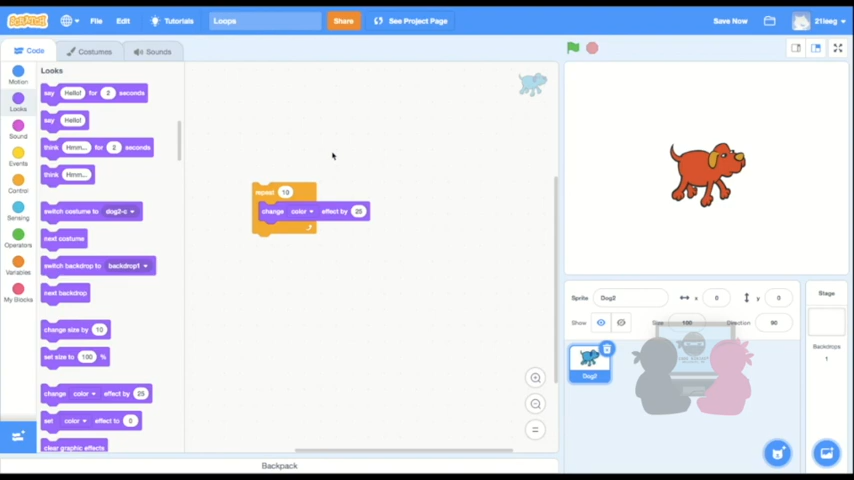 SCRATCH File Edit Tutorials Loops Share See Project Page Save Now 21leeg
Code Costumes Sounds
Motion
Looks
Sound
Events
Control
Sensing
Operators
Variables
My Blocks
Looks
say Hello! for 2 seconds
say Hello!
think Hmm... for 2 seconds
think Hmm...
switch costume to dog2-c
next costume
switch backdrop to backdrop1
next backdrop
change size by 10
set size to 100 %
change color effect by 25
set color effect to 0
clear graphic effects
repeat 10
change color effect by 25
Sprite Dog2 x 0 y 0
Show Size 100 Direction 90
Dog2
Stage
Backdrops
1
Backpack